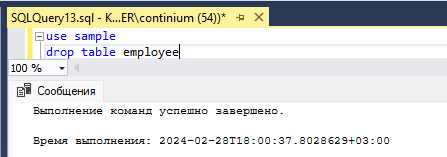 SQLQuery13.sql - K...ER\continium (54))*
use sample
drop table employee
100 %
Сообщения
Выполнение команд успешно завершено.
Время выполнения: 2024-02-28T18:00:37.8028629+03:00